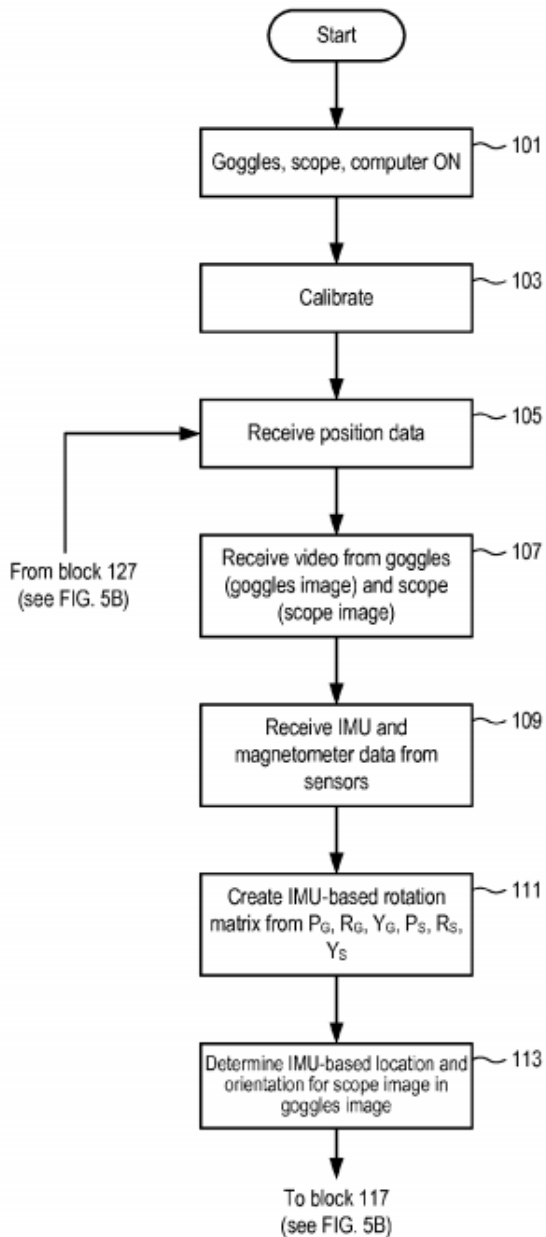 Start
Goggles, scope, computer ON
101
Calibrate
103
Receive position data
105
From block 127
(see FIG. 5B)
Receive video from goggles
(goggles image) and scope
(scope image)
107
Receive IMU and
magnetometer data from
sensors
109
Create IMU-based rotation
matrix from PG, RG, YG, PS, RS,
YS
111
Determine IMU-based location and
orientation for scope image in
goggles image
113
To block 117
(see FIG. 5B)